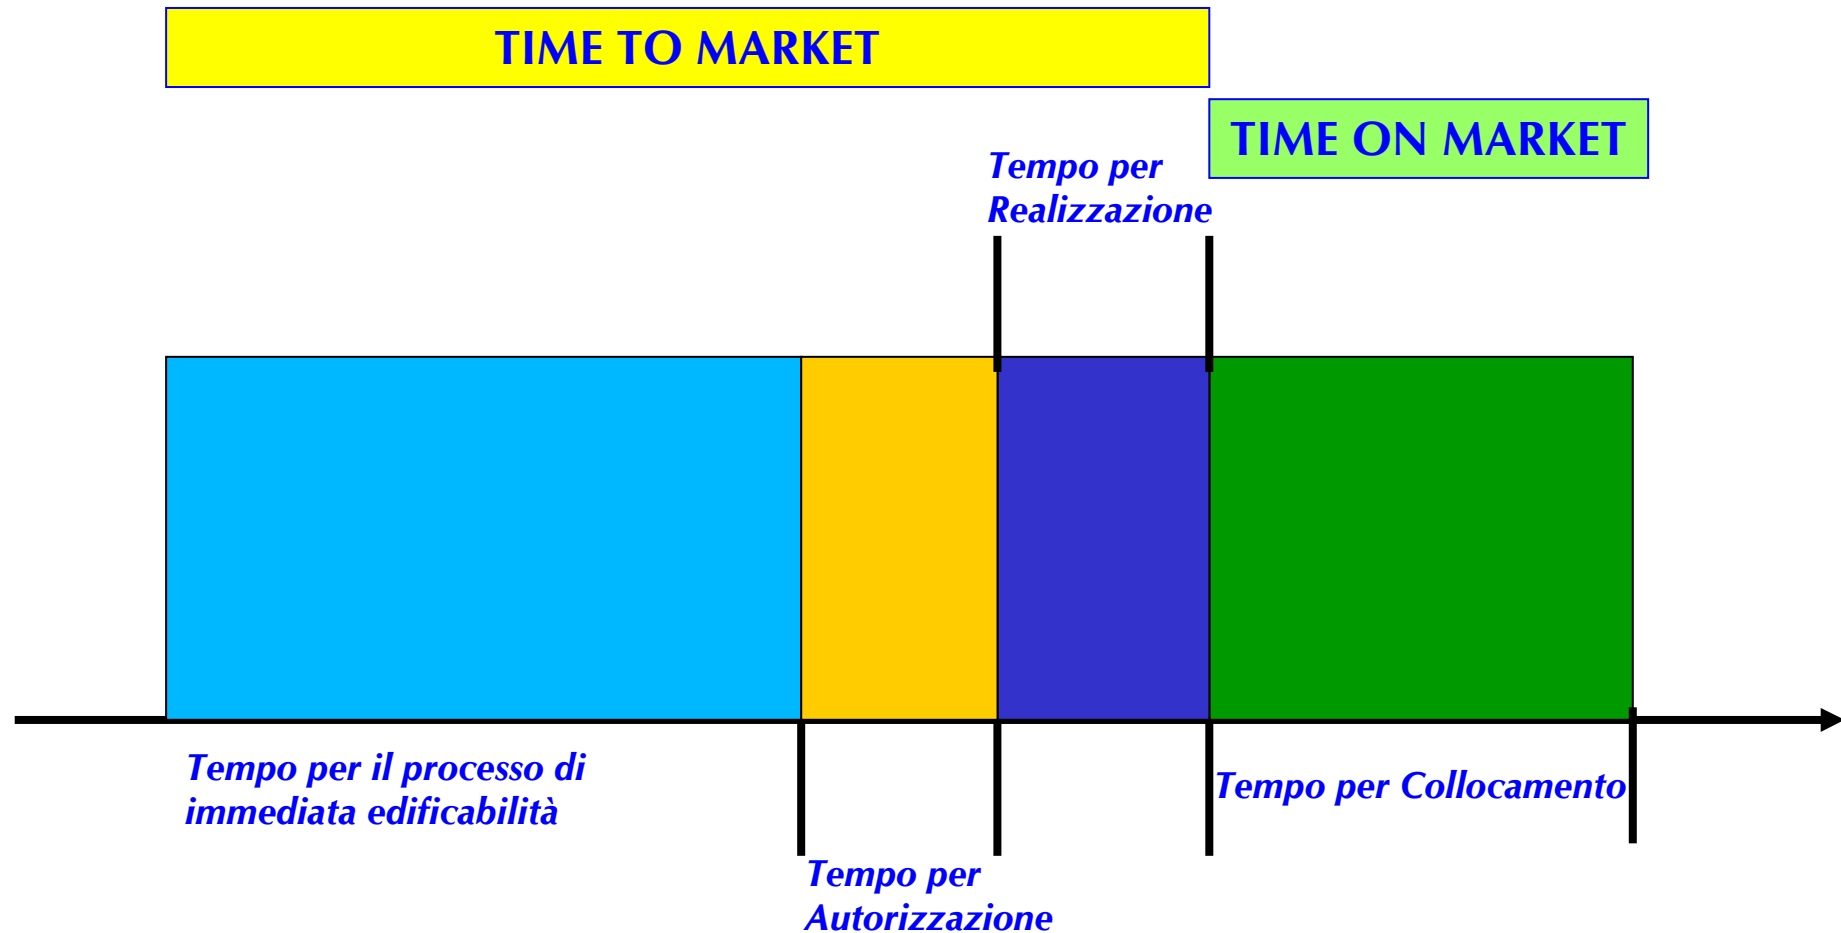 TIME TO MARKET
TIME ON MARKET
Tempo per
Realizzazione
Tempo per il processo di
immediata edificabilità
Tempo per Collocamento
Tempo per
Autorizzazione